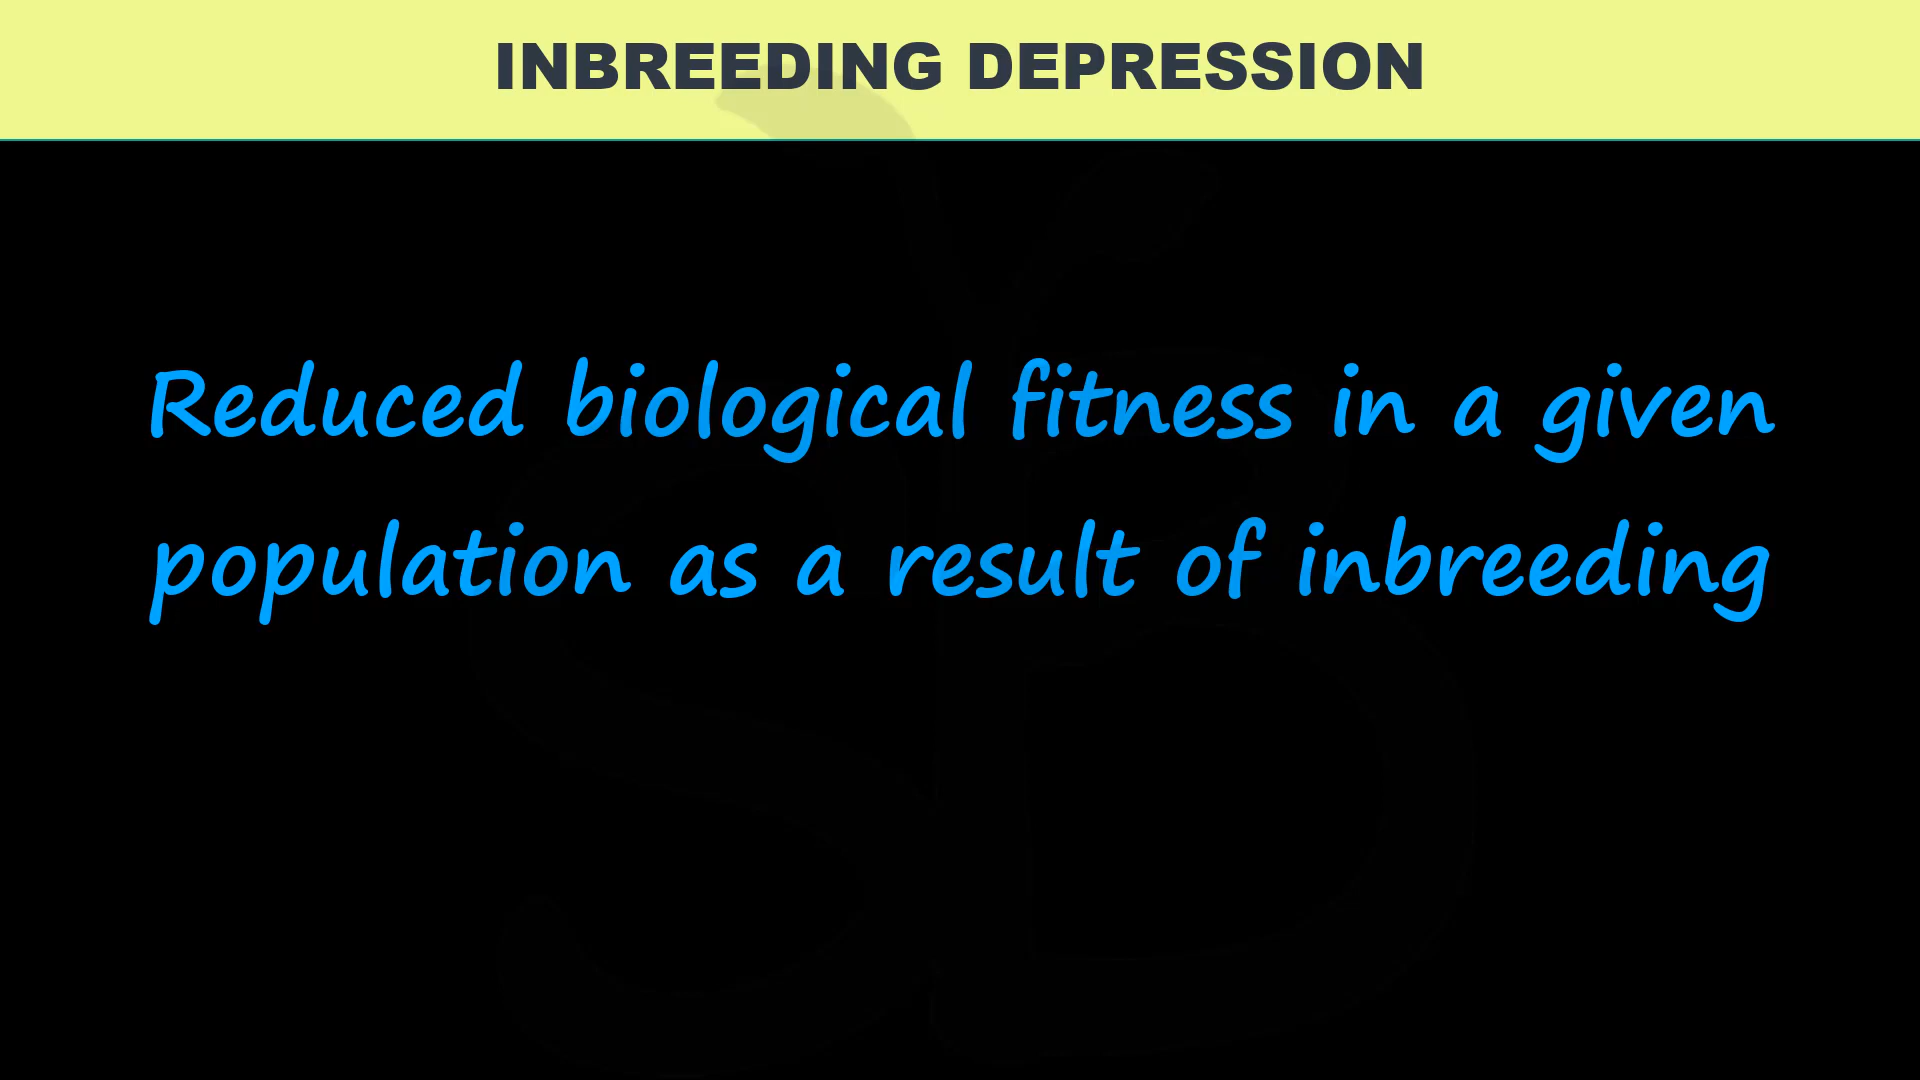 INBREEDING DEPRESSION
Reduced biological fitness in a given
population as a result of inbreeding